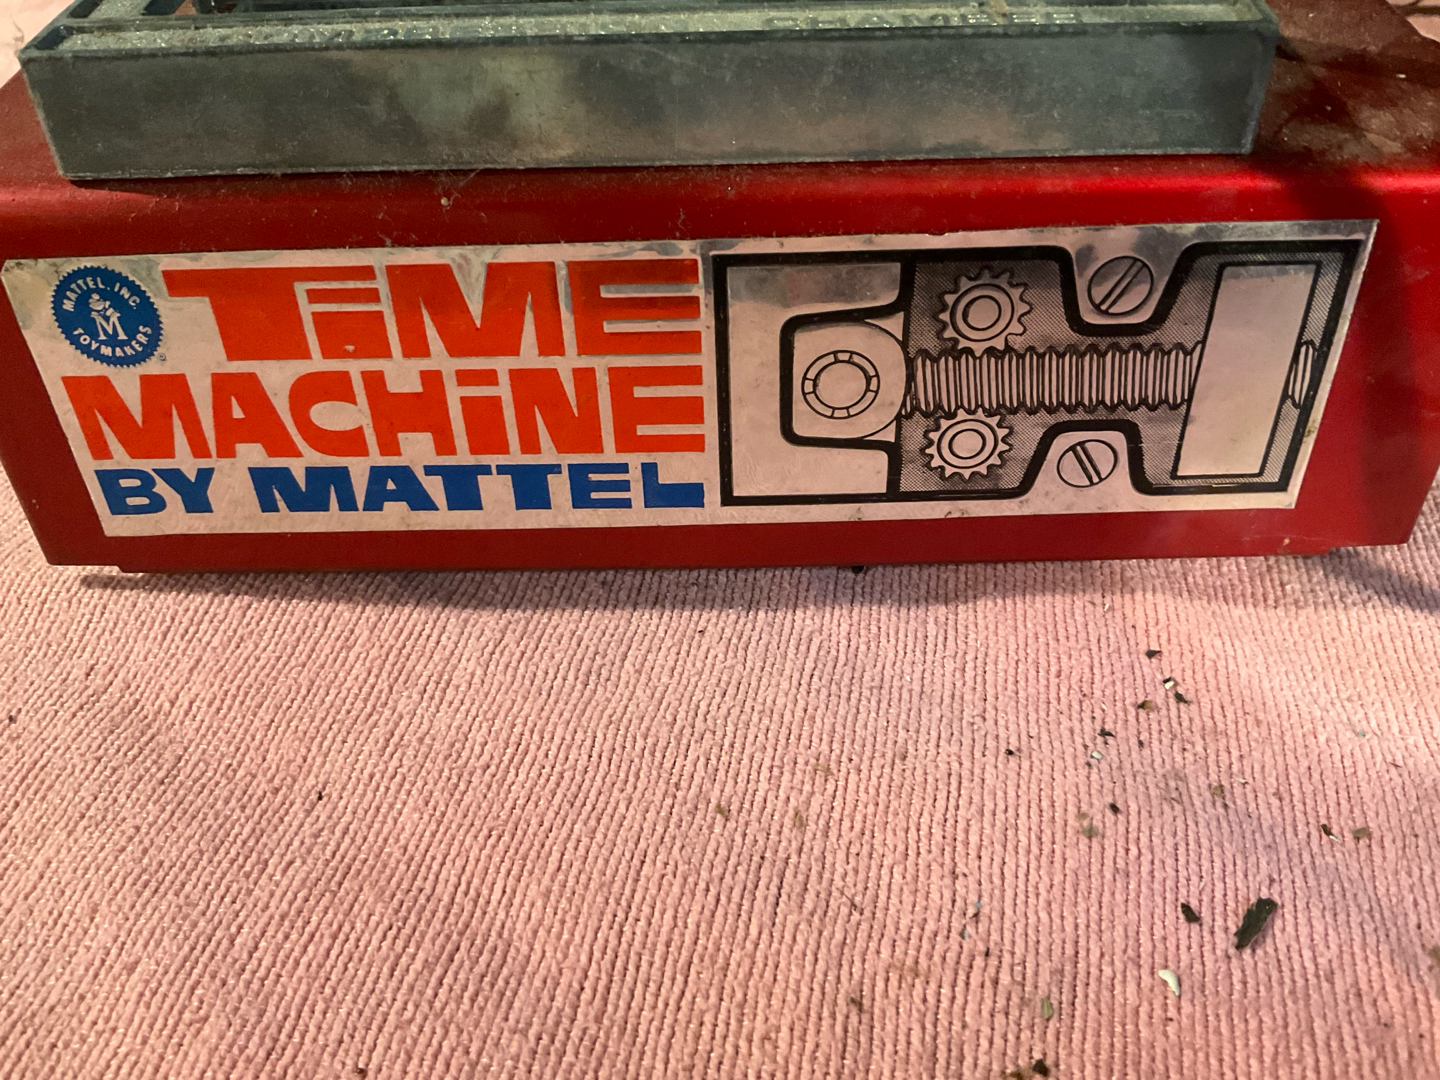 MATTEL, INC.
M
TOYMAKERS
®
TiME
MACHiNE
BY MATTEL